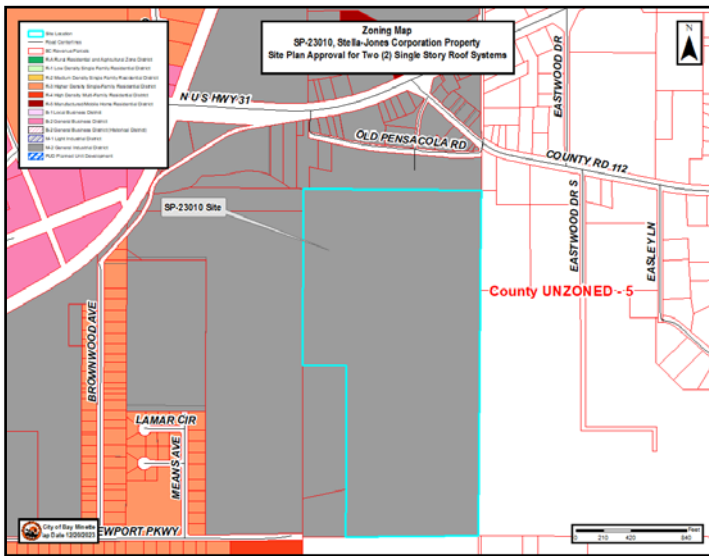 Zoning Map
SP-23010, Stella-Jones Corporation Property
Site Plan Approval for Two (2) Single Story Roof Systems
Site Location
Road Centerlines
BC Revenue Parcels
R-A Rural Residential and Agricultural Zone District
R-1 Low Density Single Family Residential District
R-2 Medium Density Single Family Residential District
R-3 Higher Density Single-Family Residential District
R-4 High Density Multi-Family Residential District
R-5 Manufactured/Mobile Home Residential District
B-1 Local Business District
B-2 General Business District
B-3 General Business District
M-1 Light Industrial District
M-2 General Industrial District
PUD Planned Unit Development
N
N U S HWY 31
OLD PENSACOLA RD
EASTWOOD DR
COUNTY RD 112
SP-23010 Site
EASTWOOD DR S
EASLEY LN
County UNZONED - 5
BROWNWOOD AVE
LAMAR CIR
MEANS AVE
EWPORT PKWY
City of Bay Minette
ap Date 12/20/2023
Feet
0 210 420 840